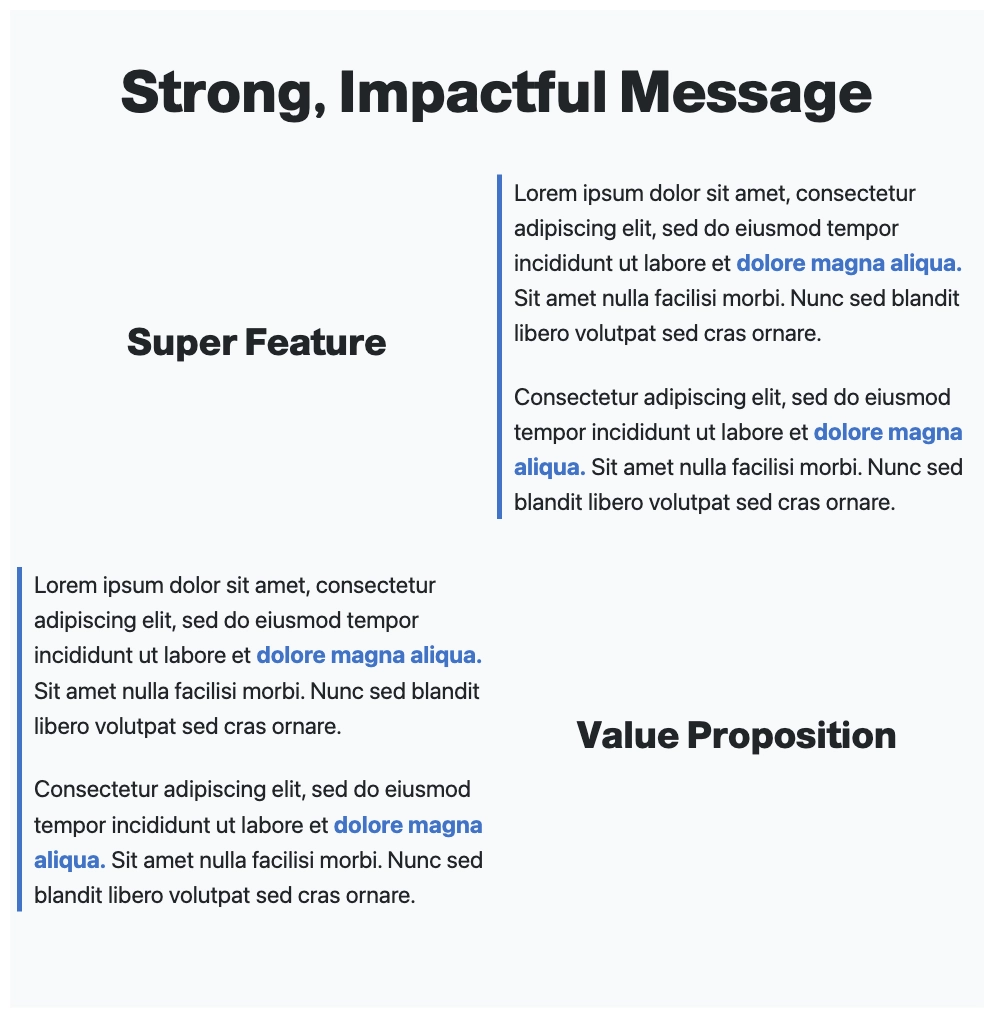 Strong, Impactful Message
Super Feature
Lorem ipsum dolor sit amet, consectetur
adipiscing elit, sed do eiusmod tempor
incididunt ut labore et dolore magna aliqua.
Sit amet nulla facilisi morbi. Nunc sed blandit
libero volutpat sed cras ornare.
Consectetur adipiscing elit, sed do eiusmod
tempor incididunt ut labore et dolore magna
aliqua. Sit amet nulla facilisi morbi. Nunc sed
blandit libero volutpat sed cras ornare.
Lorem ipsum dolor sit amet, consectetur
adipiscing elit, sed do eiusmod tempor
incididunt ut labore et dolore magna aliqua.
Sit amet nulla facilisi morbi. Nunc sed blandit
libero volutpat sed cras ornare.
Consectetur adipiscing elit, sed do eiusmod
tempor incididunt ut labore et dolore magna
aliqua. Sit amet nulla facilisi morbi. Nunc sed
blandit libero volutpat sed cras ornare.
Value Proposition